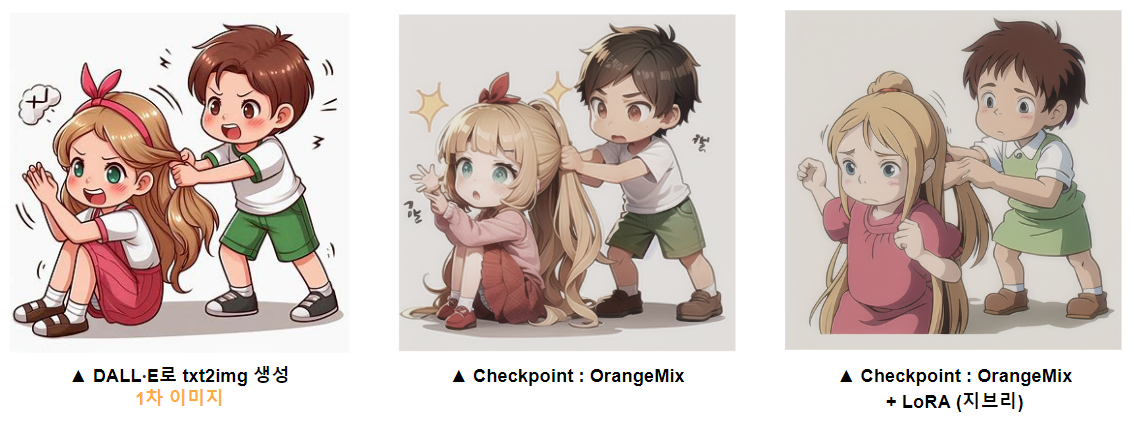 ▲ DALL·E로 txt2img 생성
1차 이미지
▲ Checkpoint : OrangeMix
▲ Checkpoint : OrangeMix
+ LoRA (지브리)